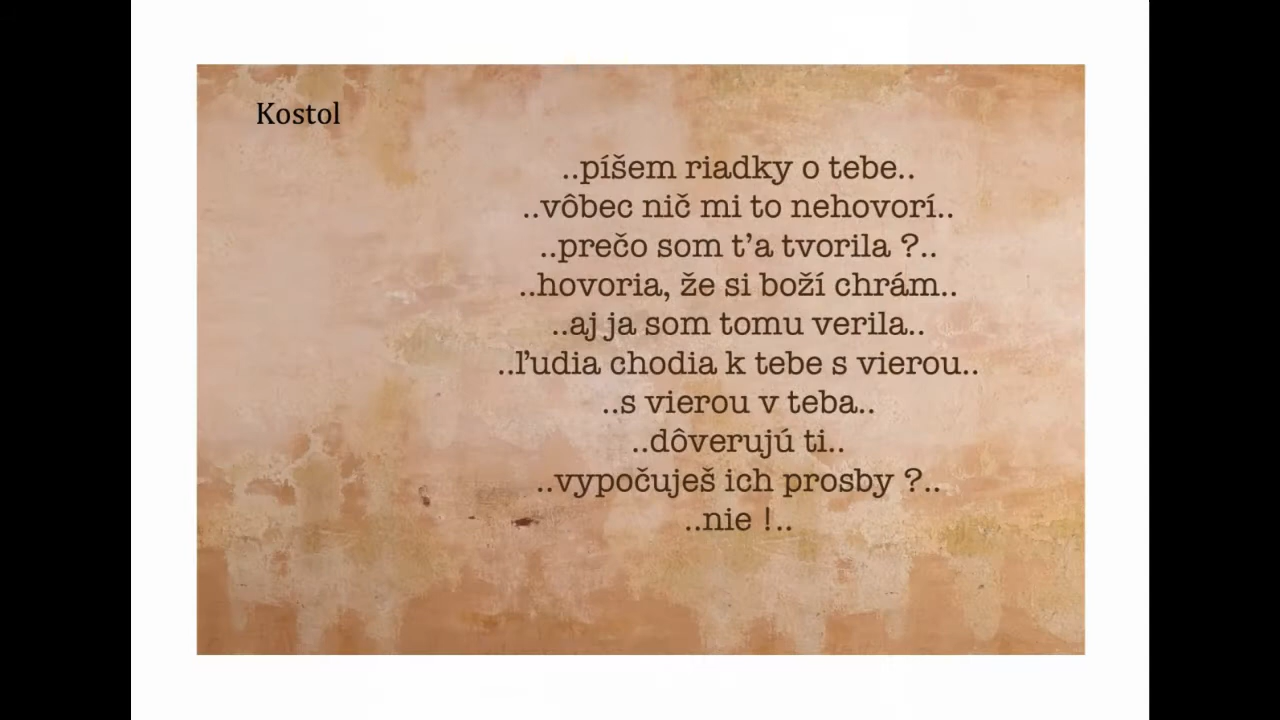 Kostol
..píšem riadky o tebe..
..vôbec nič mi to nehovorí..
..prečo som t’a tvorila ?..
..hovoria, že si boží chrám..
..aj ja som tomu verila..
..ľudia chodia k tebe s vierou..
..s vierou v teba..
..dôverujú ti..
..vypočuješ ich prosby ?..
..nie !..